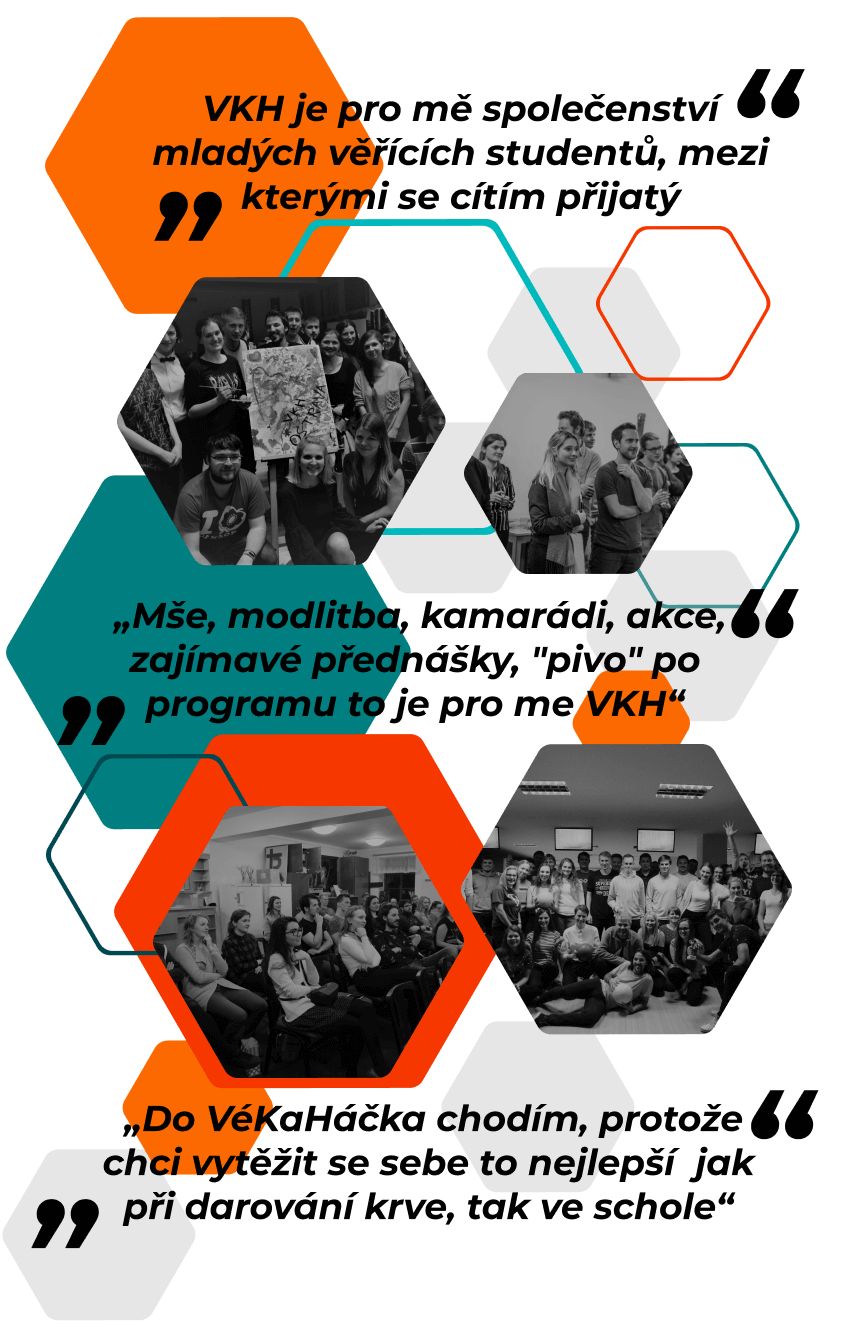 VKH je pro mě společenství “
mladých věřících studentů, mezi
„ kterými se cítím přijatý
VKH
OSTRAVA
I
„Mše, modlitba, kamarádi, akce, “
zajímavé přednášky, "pivo" po
„ programu to je pro me VKH“
„Do VéKaHáčka chodím, protože “
chci vytěžit se sebe to nejlepší  jak
„ při darování krve, tak ve schole“